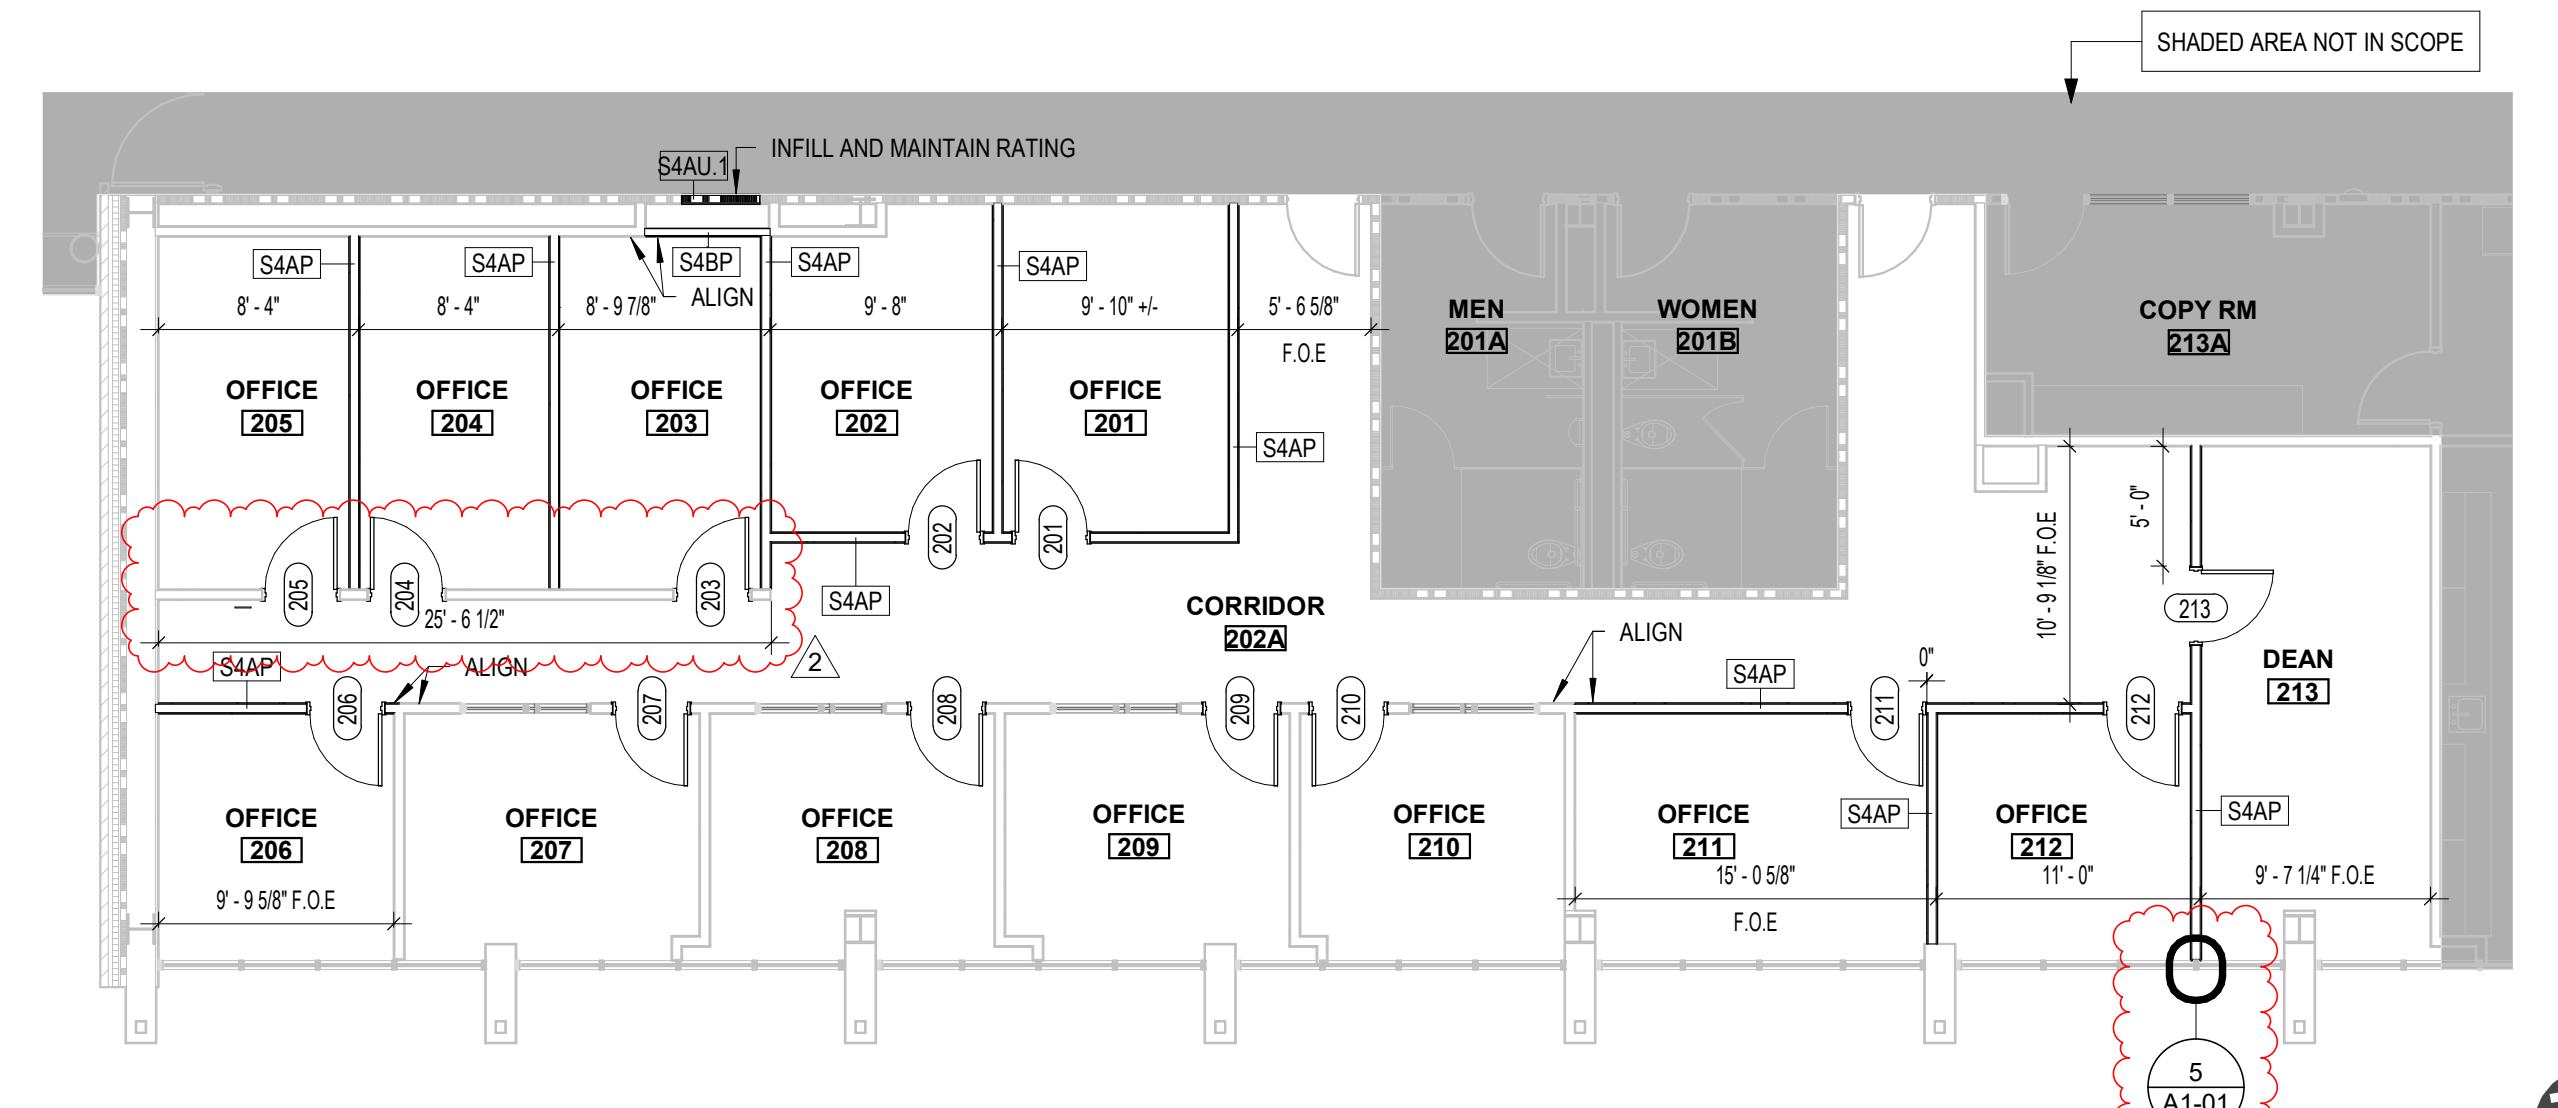 SHADED AREA NOT IN SCOPE
INFILL AND MAINTAIN RATING
S4AU.1
S4AP
S4AP
S4BP
S4AP
S4AP
ALIGN
8' - 4"
8' - 4"
8' - 9 7/8"
9' - 8"
9' - 10" +/-
5' - 6 5/8"
F.O.E
MEN
201A
WOMEN
201B
COPY RM
213A
OFFICE
205
OFFICE
204
OFFICE
203
OFFICE
202
OFFICE
201
S4AP
5' - 0"
10' - 9 1/8" F.O.E
202
201
205
204
203
25' - 6 1/2"
S4AP
CORRIDOR
202A
213
2
ALIGN
S4AP
ALIGN
S4AP
0"
DEAN
213
206
207
208
209
210
211
212
OFFICE
206
OFFICE
207
OFFICE
208
OFFICE
209
OFFICE
210
OFFICE
211
S4AP
OFFICE
212
S4AP
9' - 9 5/8" F.O.E
15' - 0 5/8"
F.O.E
11' - 0"
9' - 7 1/4" F.O.E
5
A1-01